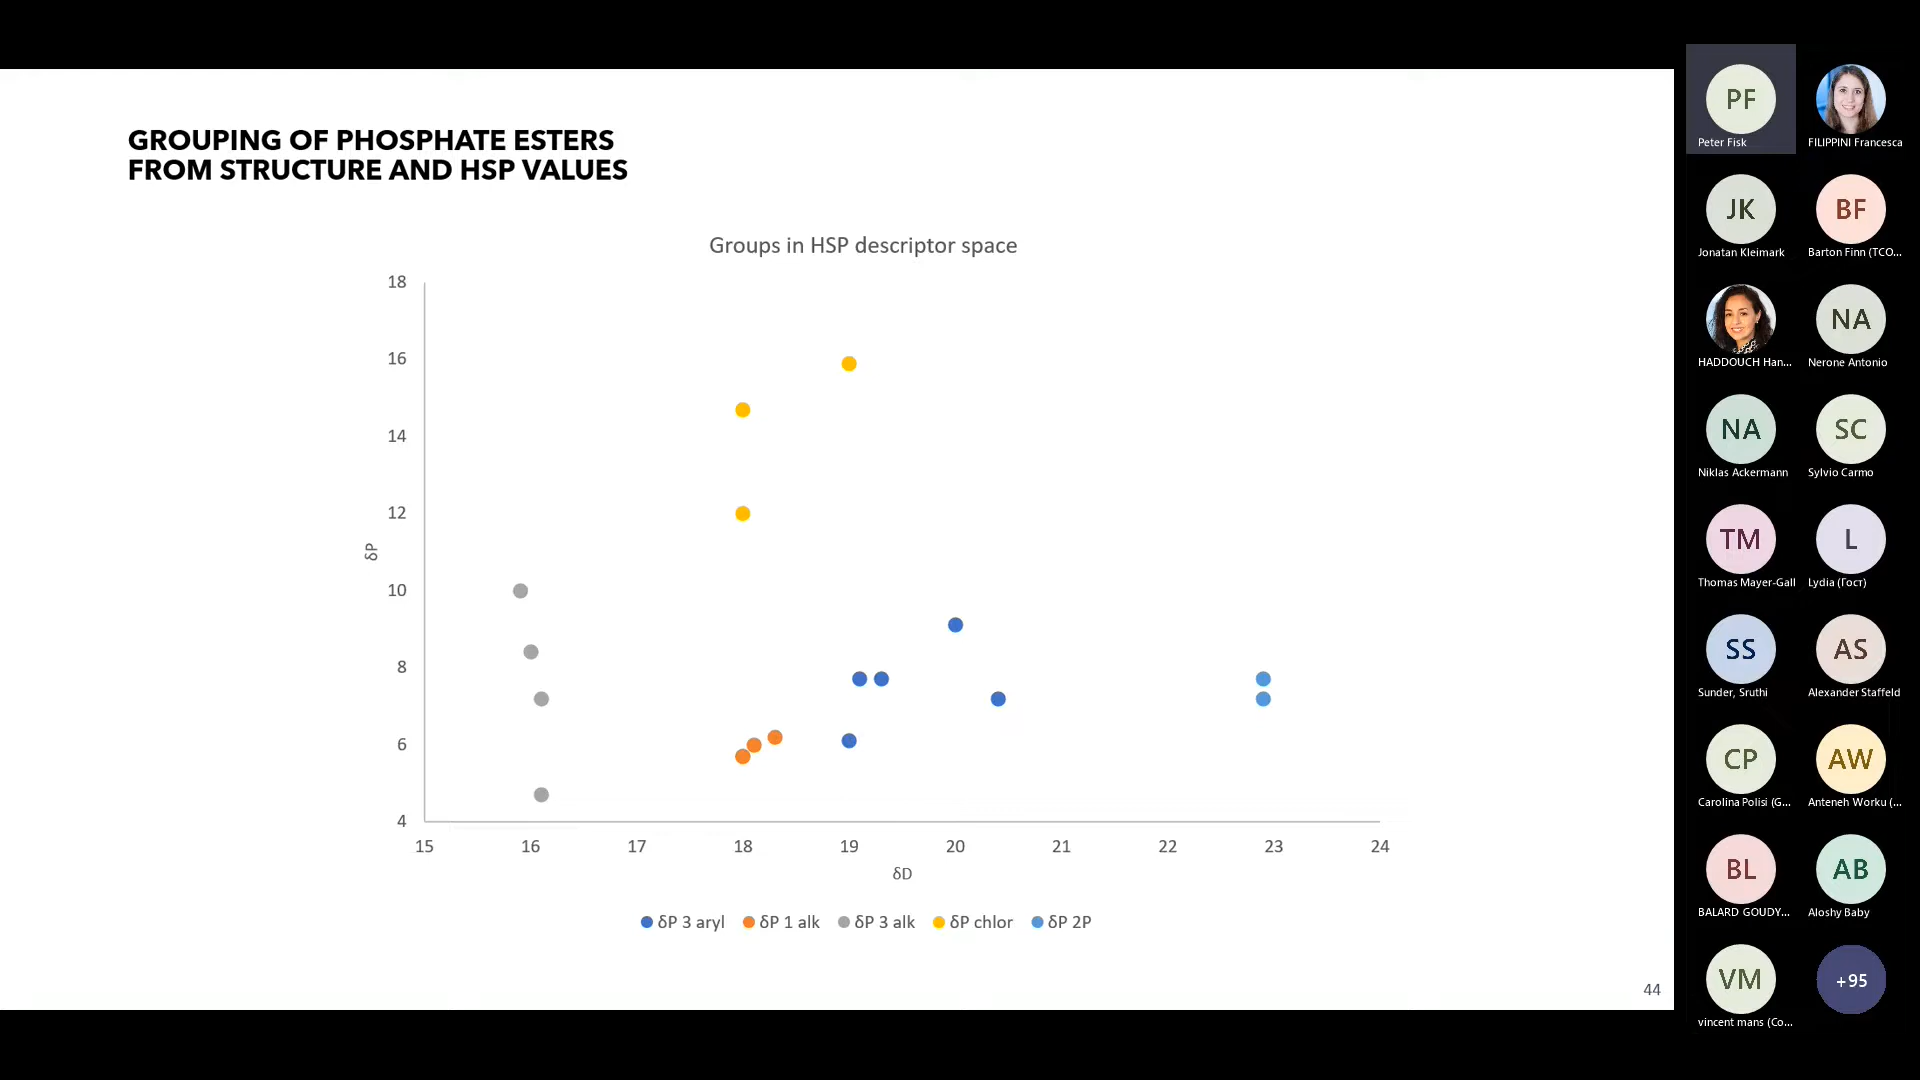 GROUPING OF PHOSPHATE ESTERS
FROM STRUCTURE AND HSP VALUES
Groups in HSP descriptor space
18
16
14
12
10
8
6
4
δP
15 16 17 18 19 20 21 22 23 24
δD
δP 3 aryl δP 1 alk δP 3 alk δP chlor δP 2P
44
PF
Peter Fisk
FILIPPINI Francesca
JK
Jonatan Kleimark
BF
Barton Finn (TCO...
HADDOUCH Han...
NA
Nerone Antonio
NA
Niklas Ackermann
SC
Sylvio Carmo
TM
Thomas Mayer-Gall
L
Lydia (Гост)
SS
Sunder, Sruthi
AS
Alexander Staffeld
CP
Carolina Polisi (G...
AW
Anteneh Worku (...
BL
BALARD GOUDY...
AB
Aloshy Baby
VM
vincent mans (Co...
+95